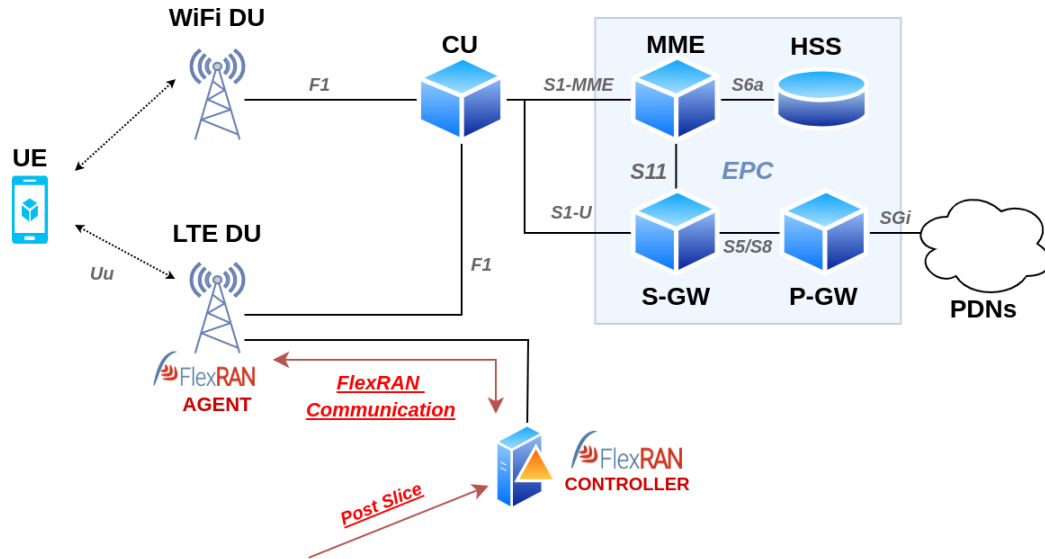 WiFi DU
CU
MME
HSS
F1
S1-MME
S6a
UE
S11
EPC
S1-U
SGi
LTE DU
S5/S8
Uu
F1
S-GW
P-GW
PDNs
FlexRAN
AGENT
FlexRAN
Communication
FlexRAN
CONTROLLER
Post Slice